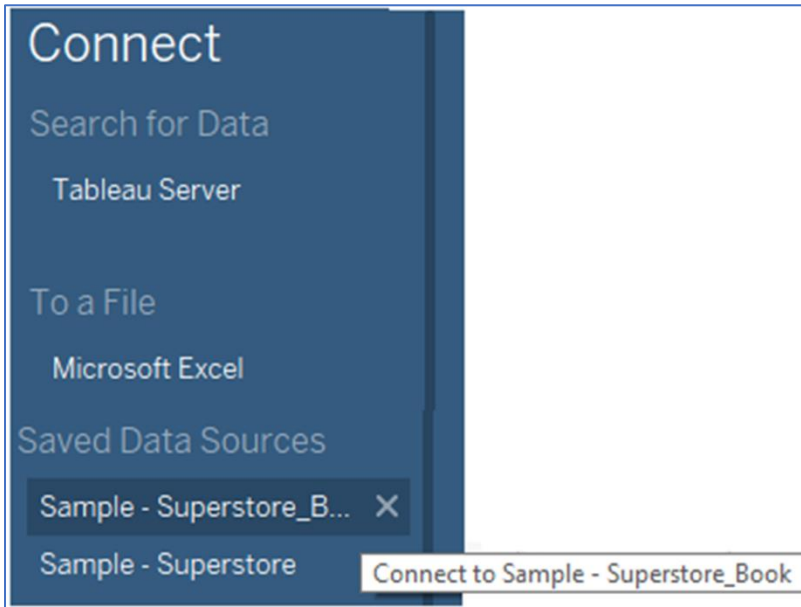 Connect
Search for Data
Tableau Server
To a File
Microsoft Excel
Saved Data Sources
Sample - Superstore_B... ×
Sample - Superstore
Connect to Sample - Superstore_Book